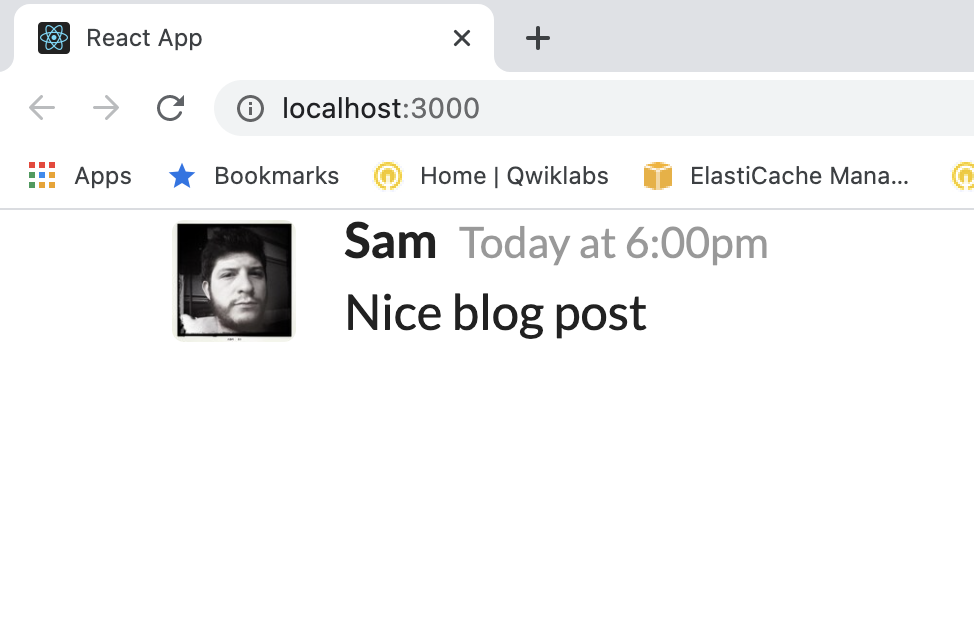 React App
localhost:3000
Apps Bookmarks Home | Qwiklabs ElastiCache Mana...
Sam Today at 6:00pm
Nice blog post